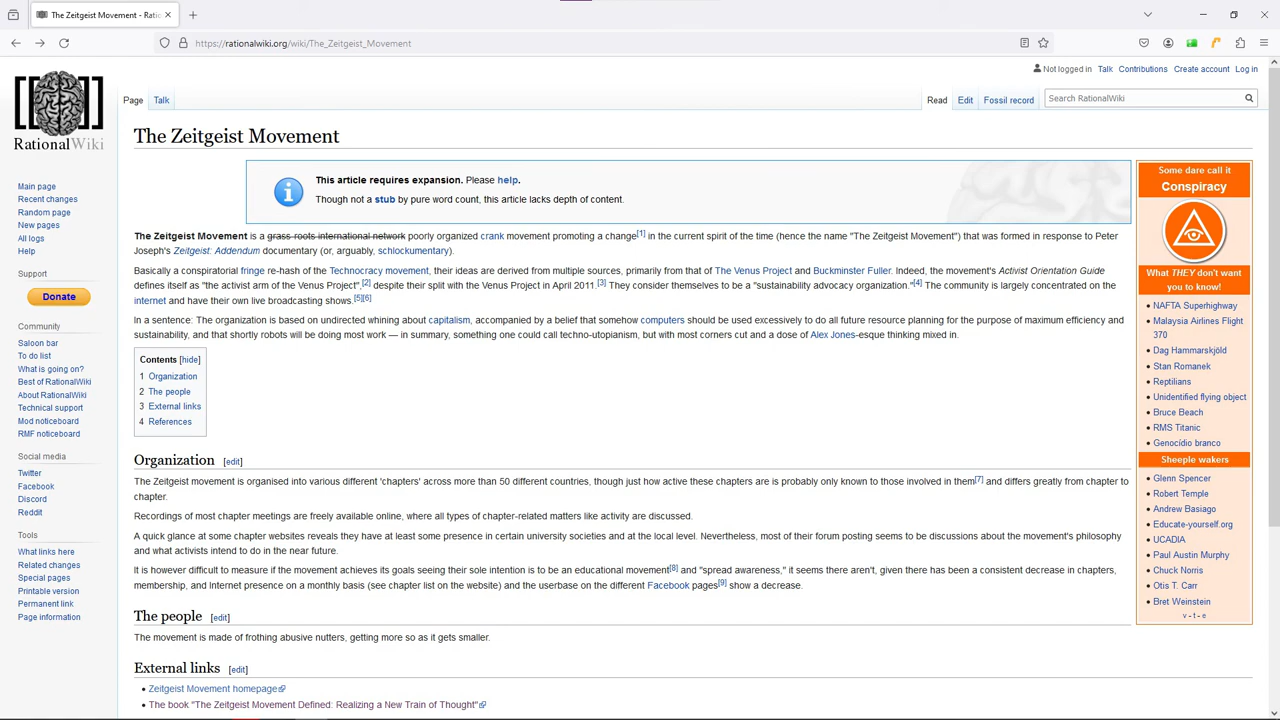 The Zeitgeist Movement - Ratio
https://rationalwiki.org/wiki/The_Zeitgeist_Movement
Not logged in Talk Contributions Create account Log in
Page Talk Read Edit Fossil record Search RationalWiki
RationalWiki
Main page
Recent changes
Random page
New pages
All logs
Help
Support
Donate
Community
Saloon bar
To do list
What is going on?
Best of RationalWiki
About RationalWiki
Technical support
Mod noticeboard
RMF noticeboard
Social media
Twitter
Facebook
Discord
Reddit
Tools
What links here
Related changes
Special pages
Printable version
Permanent link
Page information
The Zeitgeist Movement
This article requires expansion. Please help.
Though not a stub by pure word count, this article lacks depth of content.
The Zeitgeist Movement is a grass-roots international network poorly organized crank movement promoting a change[1] in the current spirit of the time (hence the name "The Zeitgeist Movement") that was formed in response to Peter
Joseph's Zeitgeist: Addendum documentary (or, arguably, schlockumentary).
Basically a conspiratorial fringe re-hash of the Technocracy movement, their ideas are derived from multiple sources, primarily from that of The Venus Project and Buckminster Fuller. Indeed, the movement's Activist Orientation Guide
defines itself as "the activist arm of the Venus Project",[2] despite their split with the Venus Project in April 2011.[3] They consider themselves to be a "sustainability advocacy organization."[4] The community is largely concentrated on the
internet and have their own live broadcasting shows.[5][6]
In a sentence: The organization is based on undirected whining about capitalism, accompanied by a belief that somehow computers should be used excessively to do all future resource planning for the purpose of maximum efficiency and
sustainability, and that shortly robots will be doing most work — in summary, something one could call techno-utopianism, but with most corners cut and a dose of Alex Jones-esque thinking mixed in.
Contents [hide]
1 Organization
2 The people
3 External links
4 References
Organization [edit]
The Zeitgeist movement is organised into various different 'chapters' across more than 50 different countries, though just how active these chapters are is probably only known to those involved in them[7] and differs greatly from chapter to
chapter.
Recordings of most chapter meetings are freely available online, where all types of chapter-related matters like activity are discussed.
A quick glance at some chapter websites reveals they have at least some presence in certain university societies and at the local level. Nevertheless, most of their forum posting seems to be discussions about the movement's philosophy
and what activists intend to do in the near future.
It is however difficult to measure if the movement achieves its goals seeing their sole intention is to be an educational movement[8] and "spread awareness," it seems there aren't, given there has been a consistent decrease in chapters,
membership, and Internet presence on a monthly basis (see chapter list on the website) and the userbase on the different Facebook pages[9] show a decrease.
The people [edit]
The movement is made of frothing abusive nutters, getting more so as it gets smaller.
External links [edit]
Zeitgeist Movement homepage
The book "The Zeitgeist Movement Defined: Realizing a New Train of Thought"
Some dare call it
Conspiracy
What THEY don't want
you to know!
NAFTA Superhighway
Malaysia Airlines Flight
370
Dag Hammarskjöld
Stan Romanek
Reptilians
Unidentified flying object
Bruce Beach
RMS Titanic
Genocídio branco
Sheeple wakers
Glenn Spencer
Robert Temple
Andrew Basiago
Educate-yourself.org
UCADIA
Paul Austin Murphy
Chuck Norris
Otis T. Carr
Bret Weinstein
v - t - e